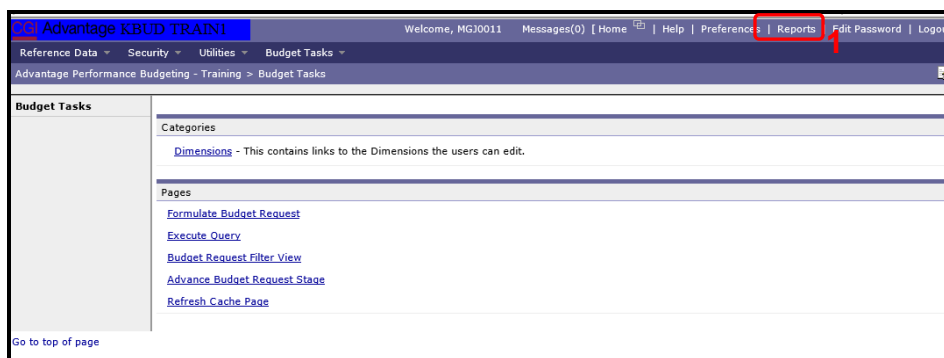 CGI Advantage KBUD TRAIN1 Welcome, MGJ0011 Messages(0) [ Home | Help | Preferences | Reports | Edit Password | Logou
1
Reference Data Security Utilities Budget Tasks
Advantage Performance Budgeting - Training > Budget Tasks
Budget Tasks
Categories
Dimensions - This contains links to the Dimensions the users can edit.
Pages
Formulate Budget Request
Execute Query
Budget Request Filter View
Advance Budget Request Stage
Refresh Cache Page
Go to top of page